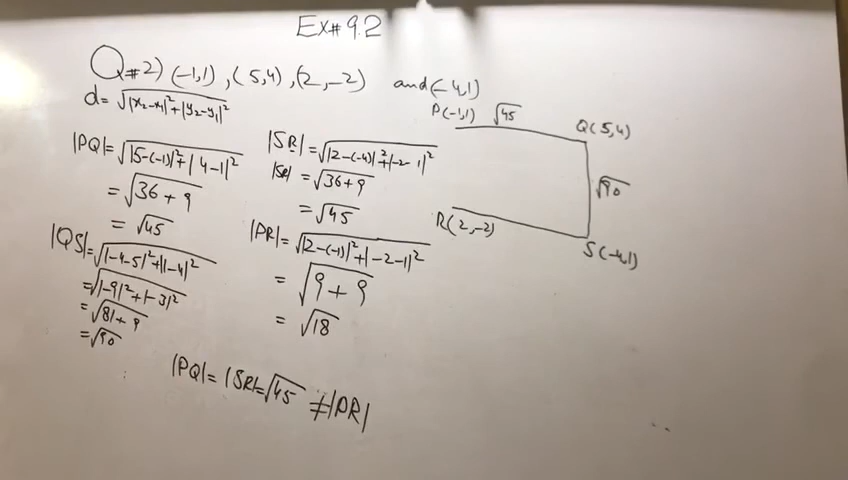 Ex# 9.2
Q#2) (-1,1) , (5,4) , (2,-2) and (-4,1)
d= √|x₂-x₁|²+|y₂-y₁|²
|PQ|= √|5-(-1)|²+|4-1|²
= √36+9
= √45
|QS|= √|-4-5|²+|1-4|²
= √|-9|²+|-3|²
= √81+9
= √90
|SR|= √|2-(-4)|²+|-2-1|²
|SR| = √36+9
= √45
|PR|= √|2-(-1)|²+|-2-1|²
= √9+9
= √18
P(-1,1) √45
Q(5,4)
√90
R(2,-2)
S(-4,1)
|PQ|= |SR|=√45 ≠|PR|